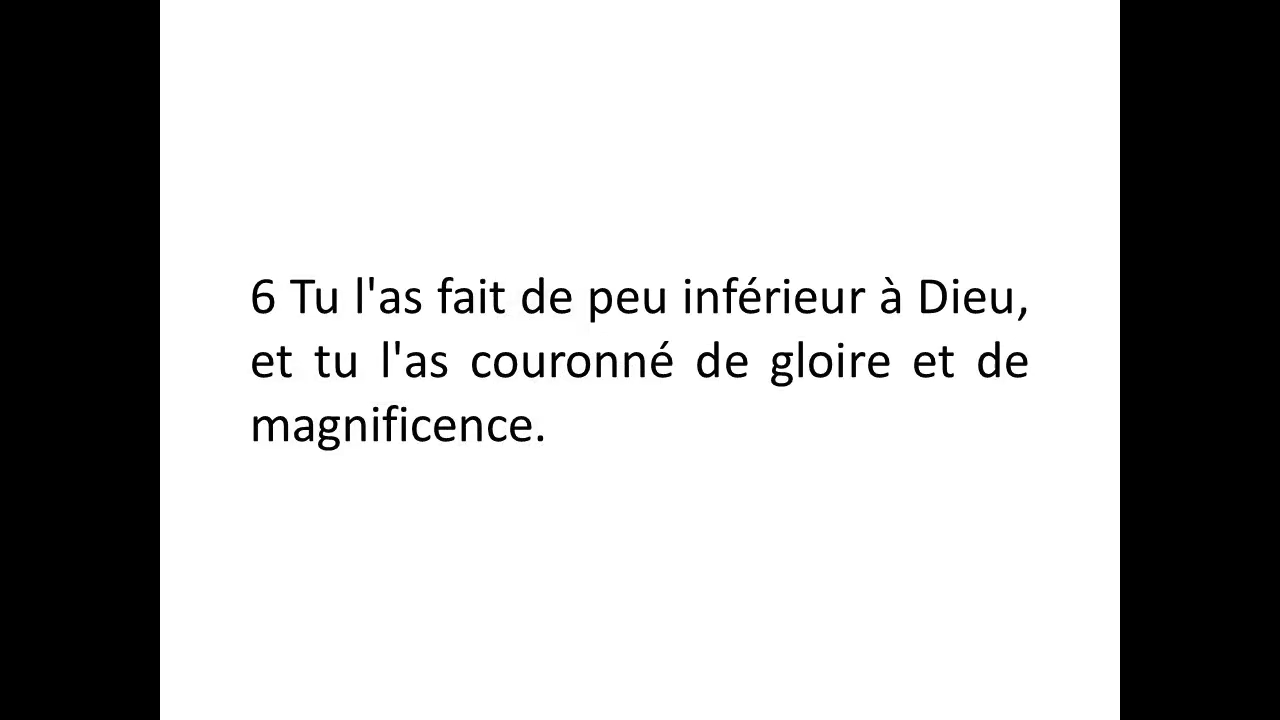 6 Tu l'as fait de peu inférieur à Dieu,
et tu l'as couronné de gloire et de
magnificence.